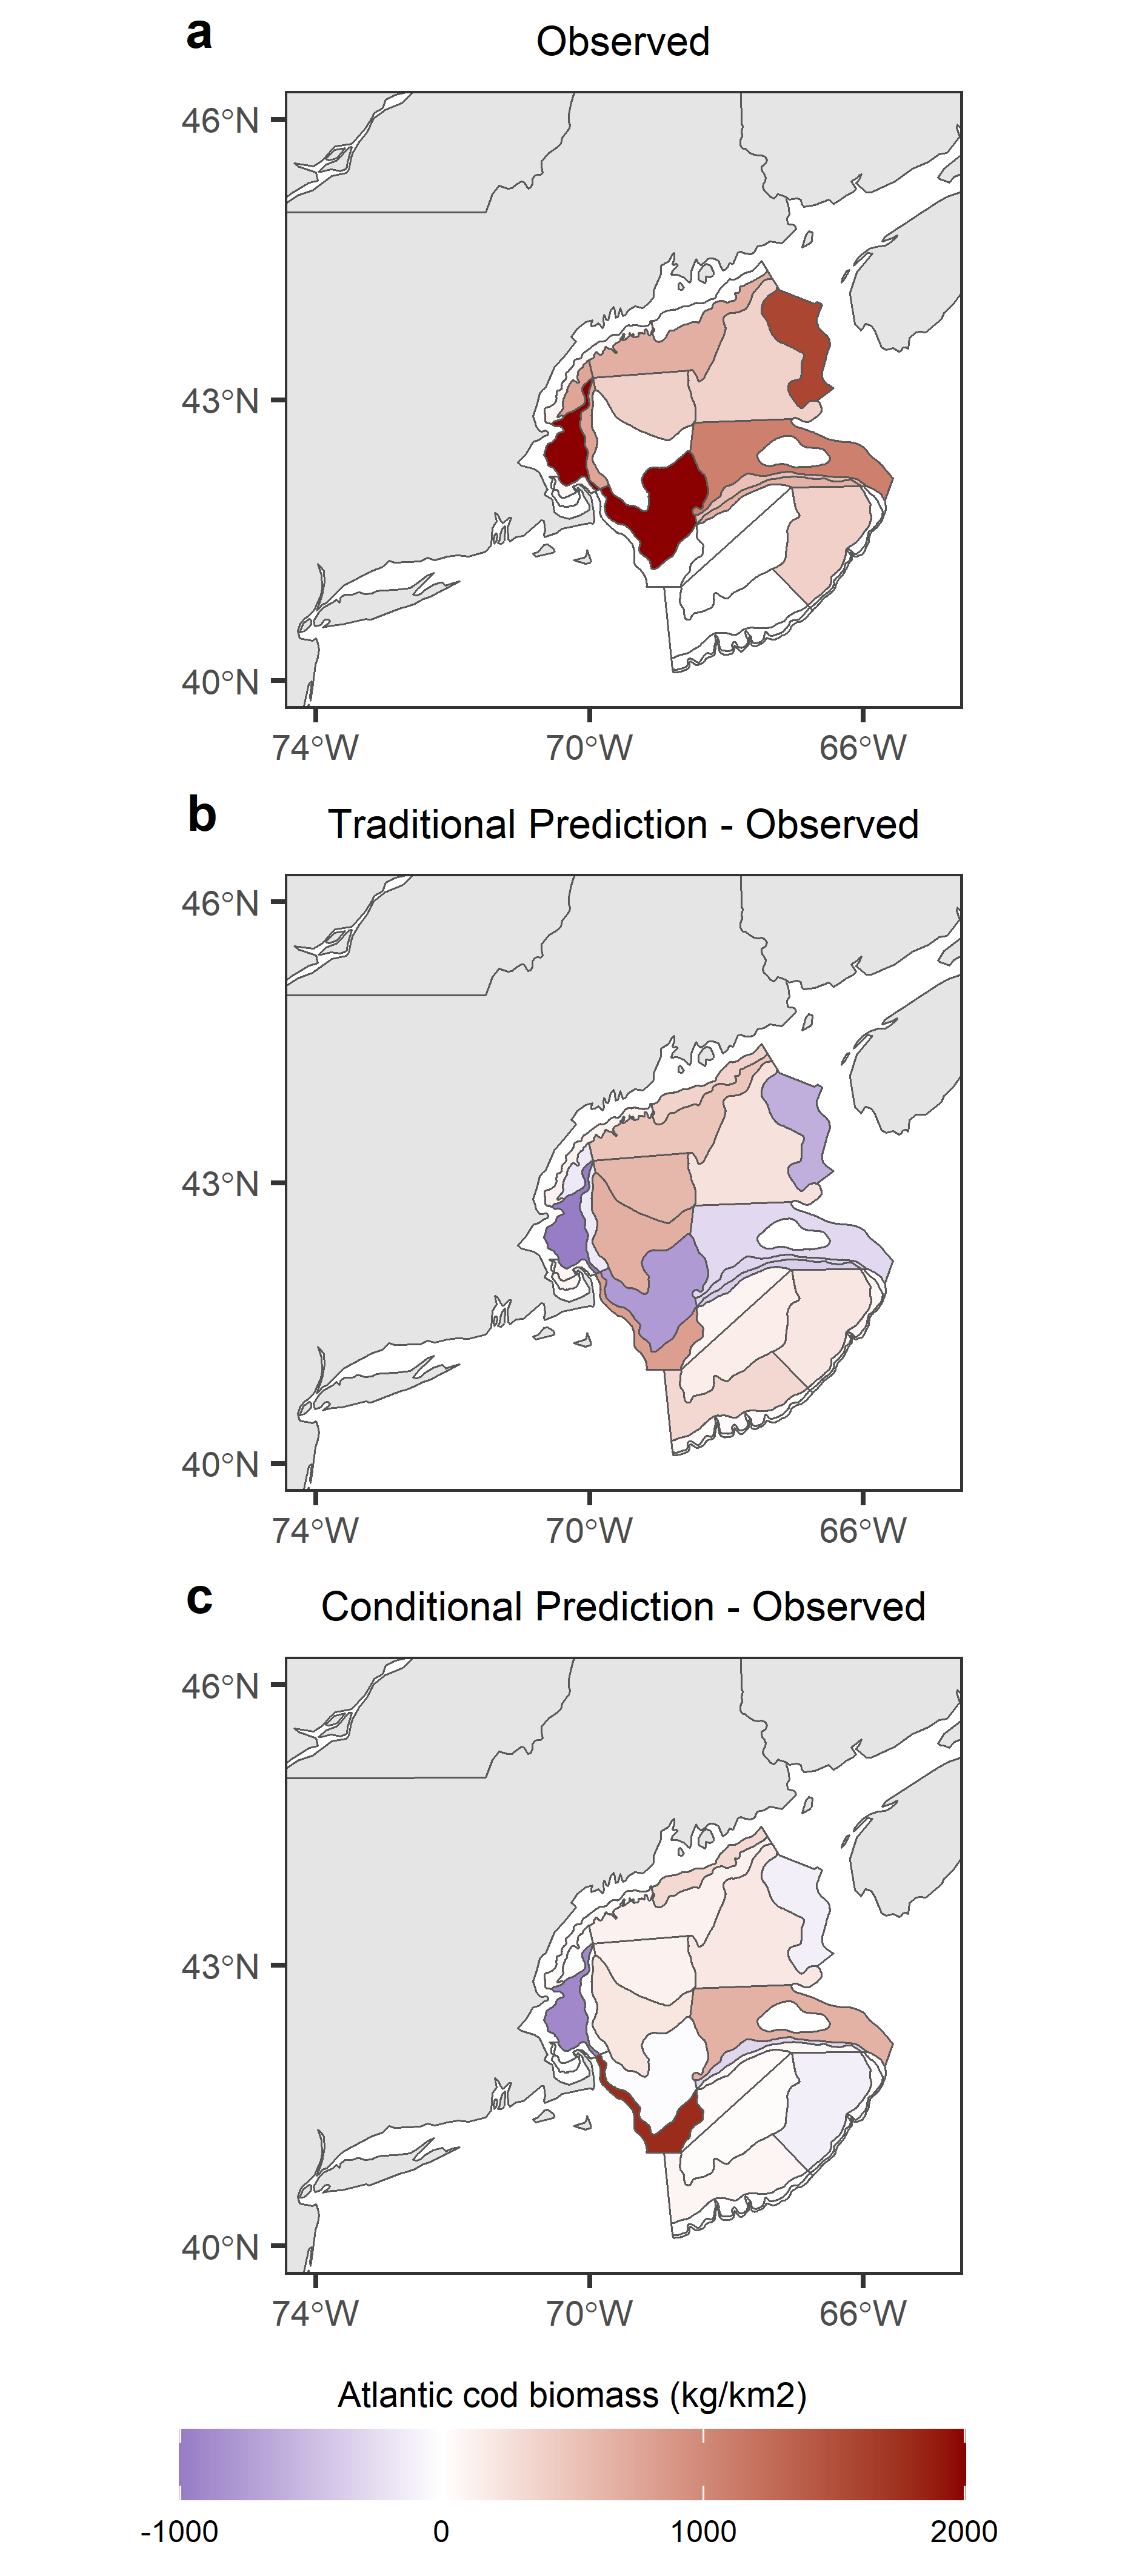 a
Observed
46°N
43°N
40°N
74°W 70°W 66°W
b
Traditional Prediction - Observed
46°N
43°N
40°N
74°W 70°W 66°W
c
Conditional Prediction - Observed
46°N
43°N
40°N
74°W 70°W 66°W
Atlantic cod biomass (kg/km2)
-1000 0 1000 2000